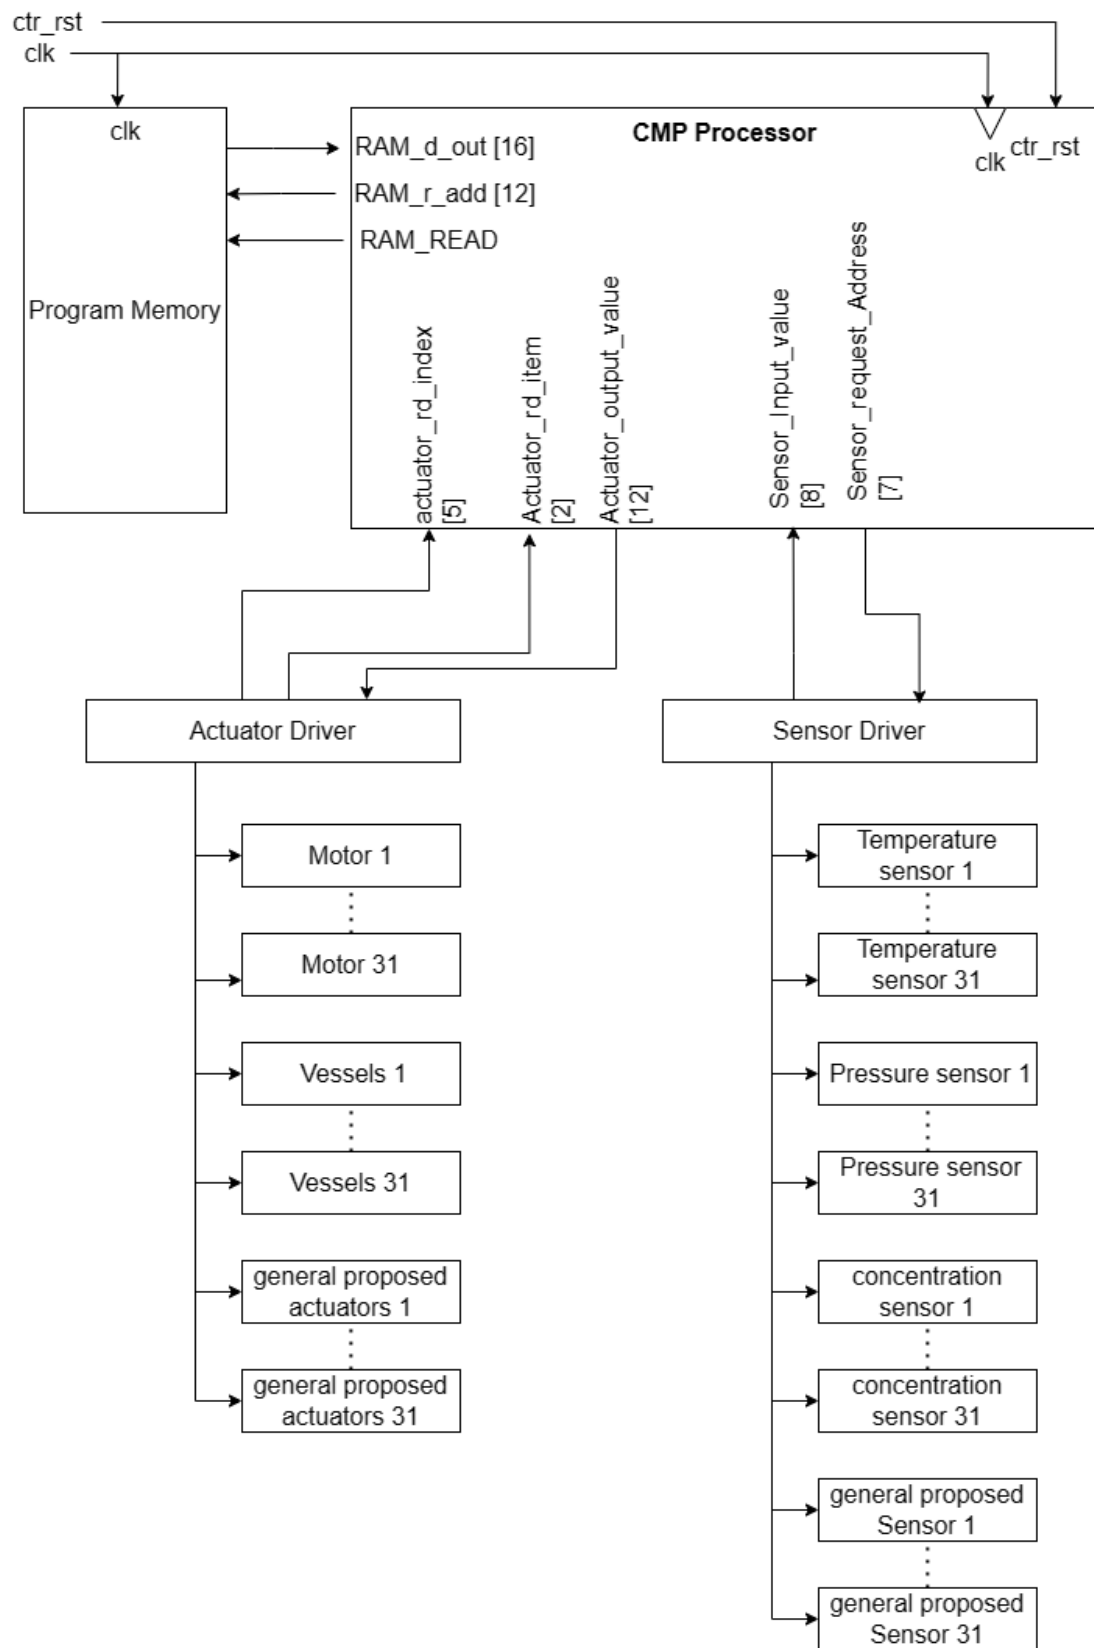 ctr_rst
clk
clk
CMP Processor
clk
ctr_rst
RAM_d_out [16]
RAM_r_add [12]
RAM_READ
Program Memory
actuator_rd_index
[5]
Actuator_rd_item
[2]
Actuator_output_value
[12]
Sensor_Input_value
[8]
Sensor_request_Address
[7]
Actuator Driver
Motor 1
Motor 31
Vessels 1
Vessels 31
general proposed
actuators 1
general proposed
actuators 31
Sensor Driver
Temperature
sensor 1
Temperature
sensor 31
Pressure sensor 1
Pressure sensor
31
concentration
sensor 1
concentration
sensor 31
general proposed
Sensor 1
general proposed
Sensor 31